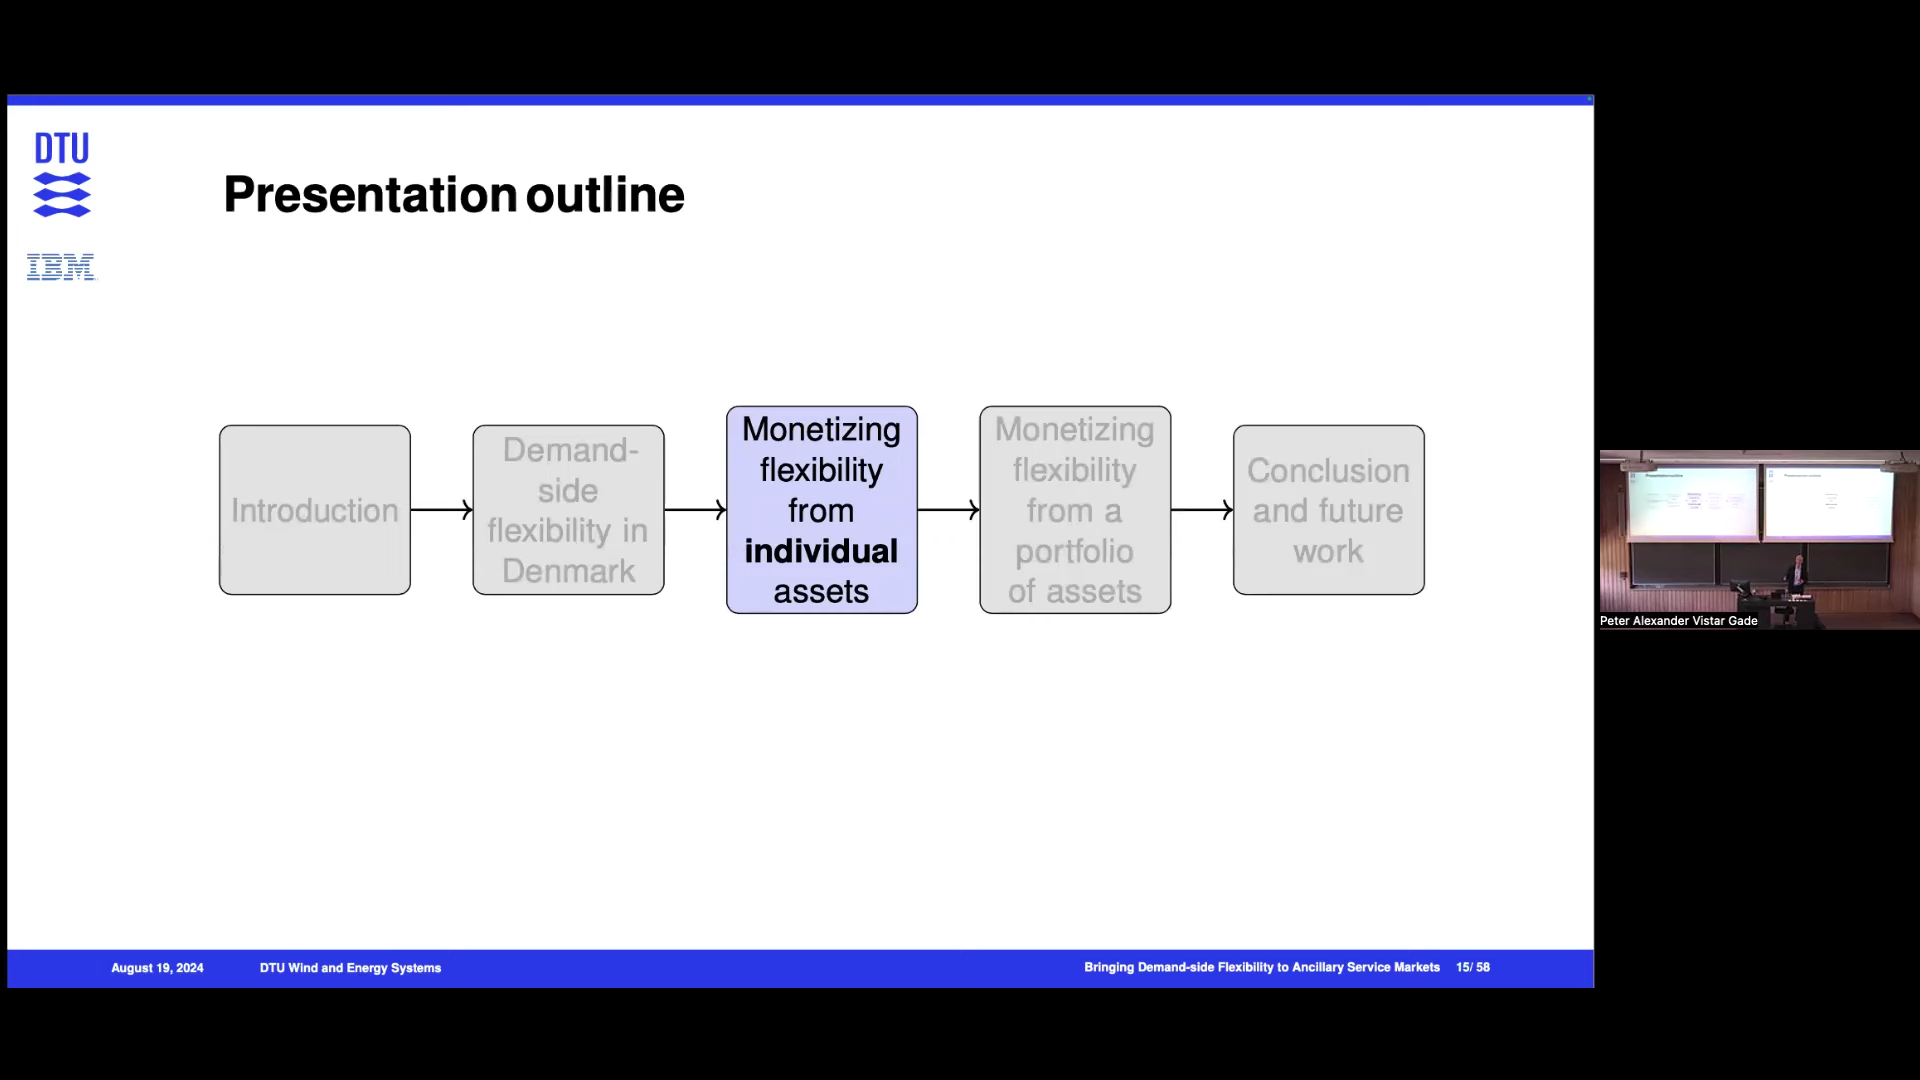 DTU
IBM
Presentation outline
Introduction
Demand-
side
flexibility in
Denmark
Monetizing
flexibility
from
individual
assets
Monetizing
flexibility
from a
portfolio
of assets
Conclusion
and future
work
Peter Alexander Vistar Gade
August 19, 2024
DTU Wind and Energy Systems
Bringing Demand-side Flexibility to Ancillary Service Markets
15/ 58